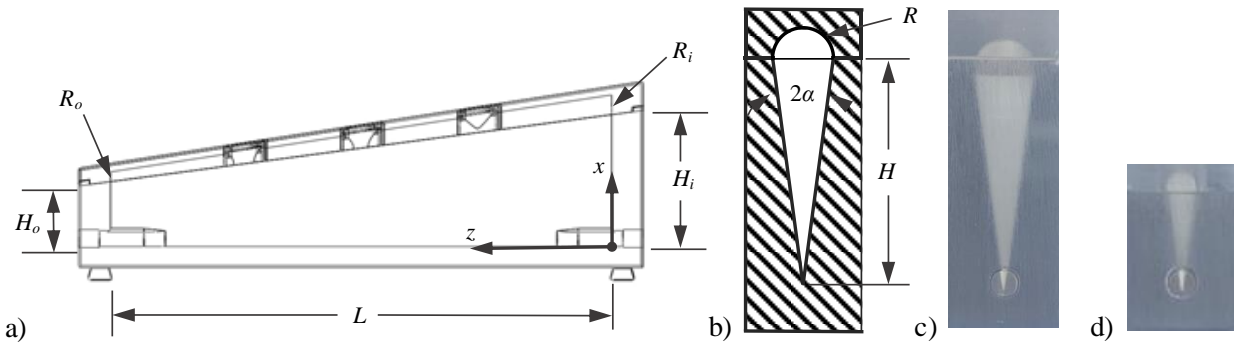 R_o
R_i
x
H_i
H_o
z
L
a)
R
2α
H
b)
c)
d)